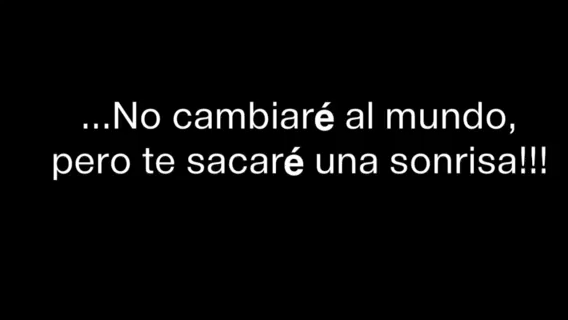 ...No cambiaré al mundo,
pero te sacaré una sonrisa!!!